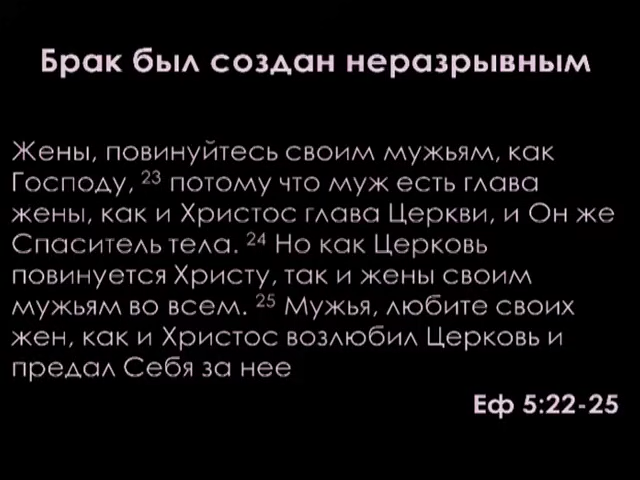 Брак был создан неразрывным
Жены, повинуйтесь своим мужьям, как
Господу, 23 потому что муж есть глава
жены, как и Христос глава Церкви, и Он же
Спаситель тела. 24 Но как Церковь
повинуется Христу, так и жены своим
мужьям во всем. 25 Мужья, любите своих
жен, как и Христос возлюбил Церковь и
предал Себя за нее
Еф 5:22-25